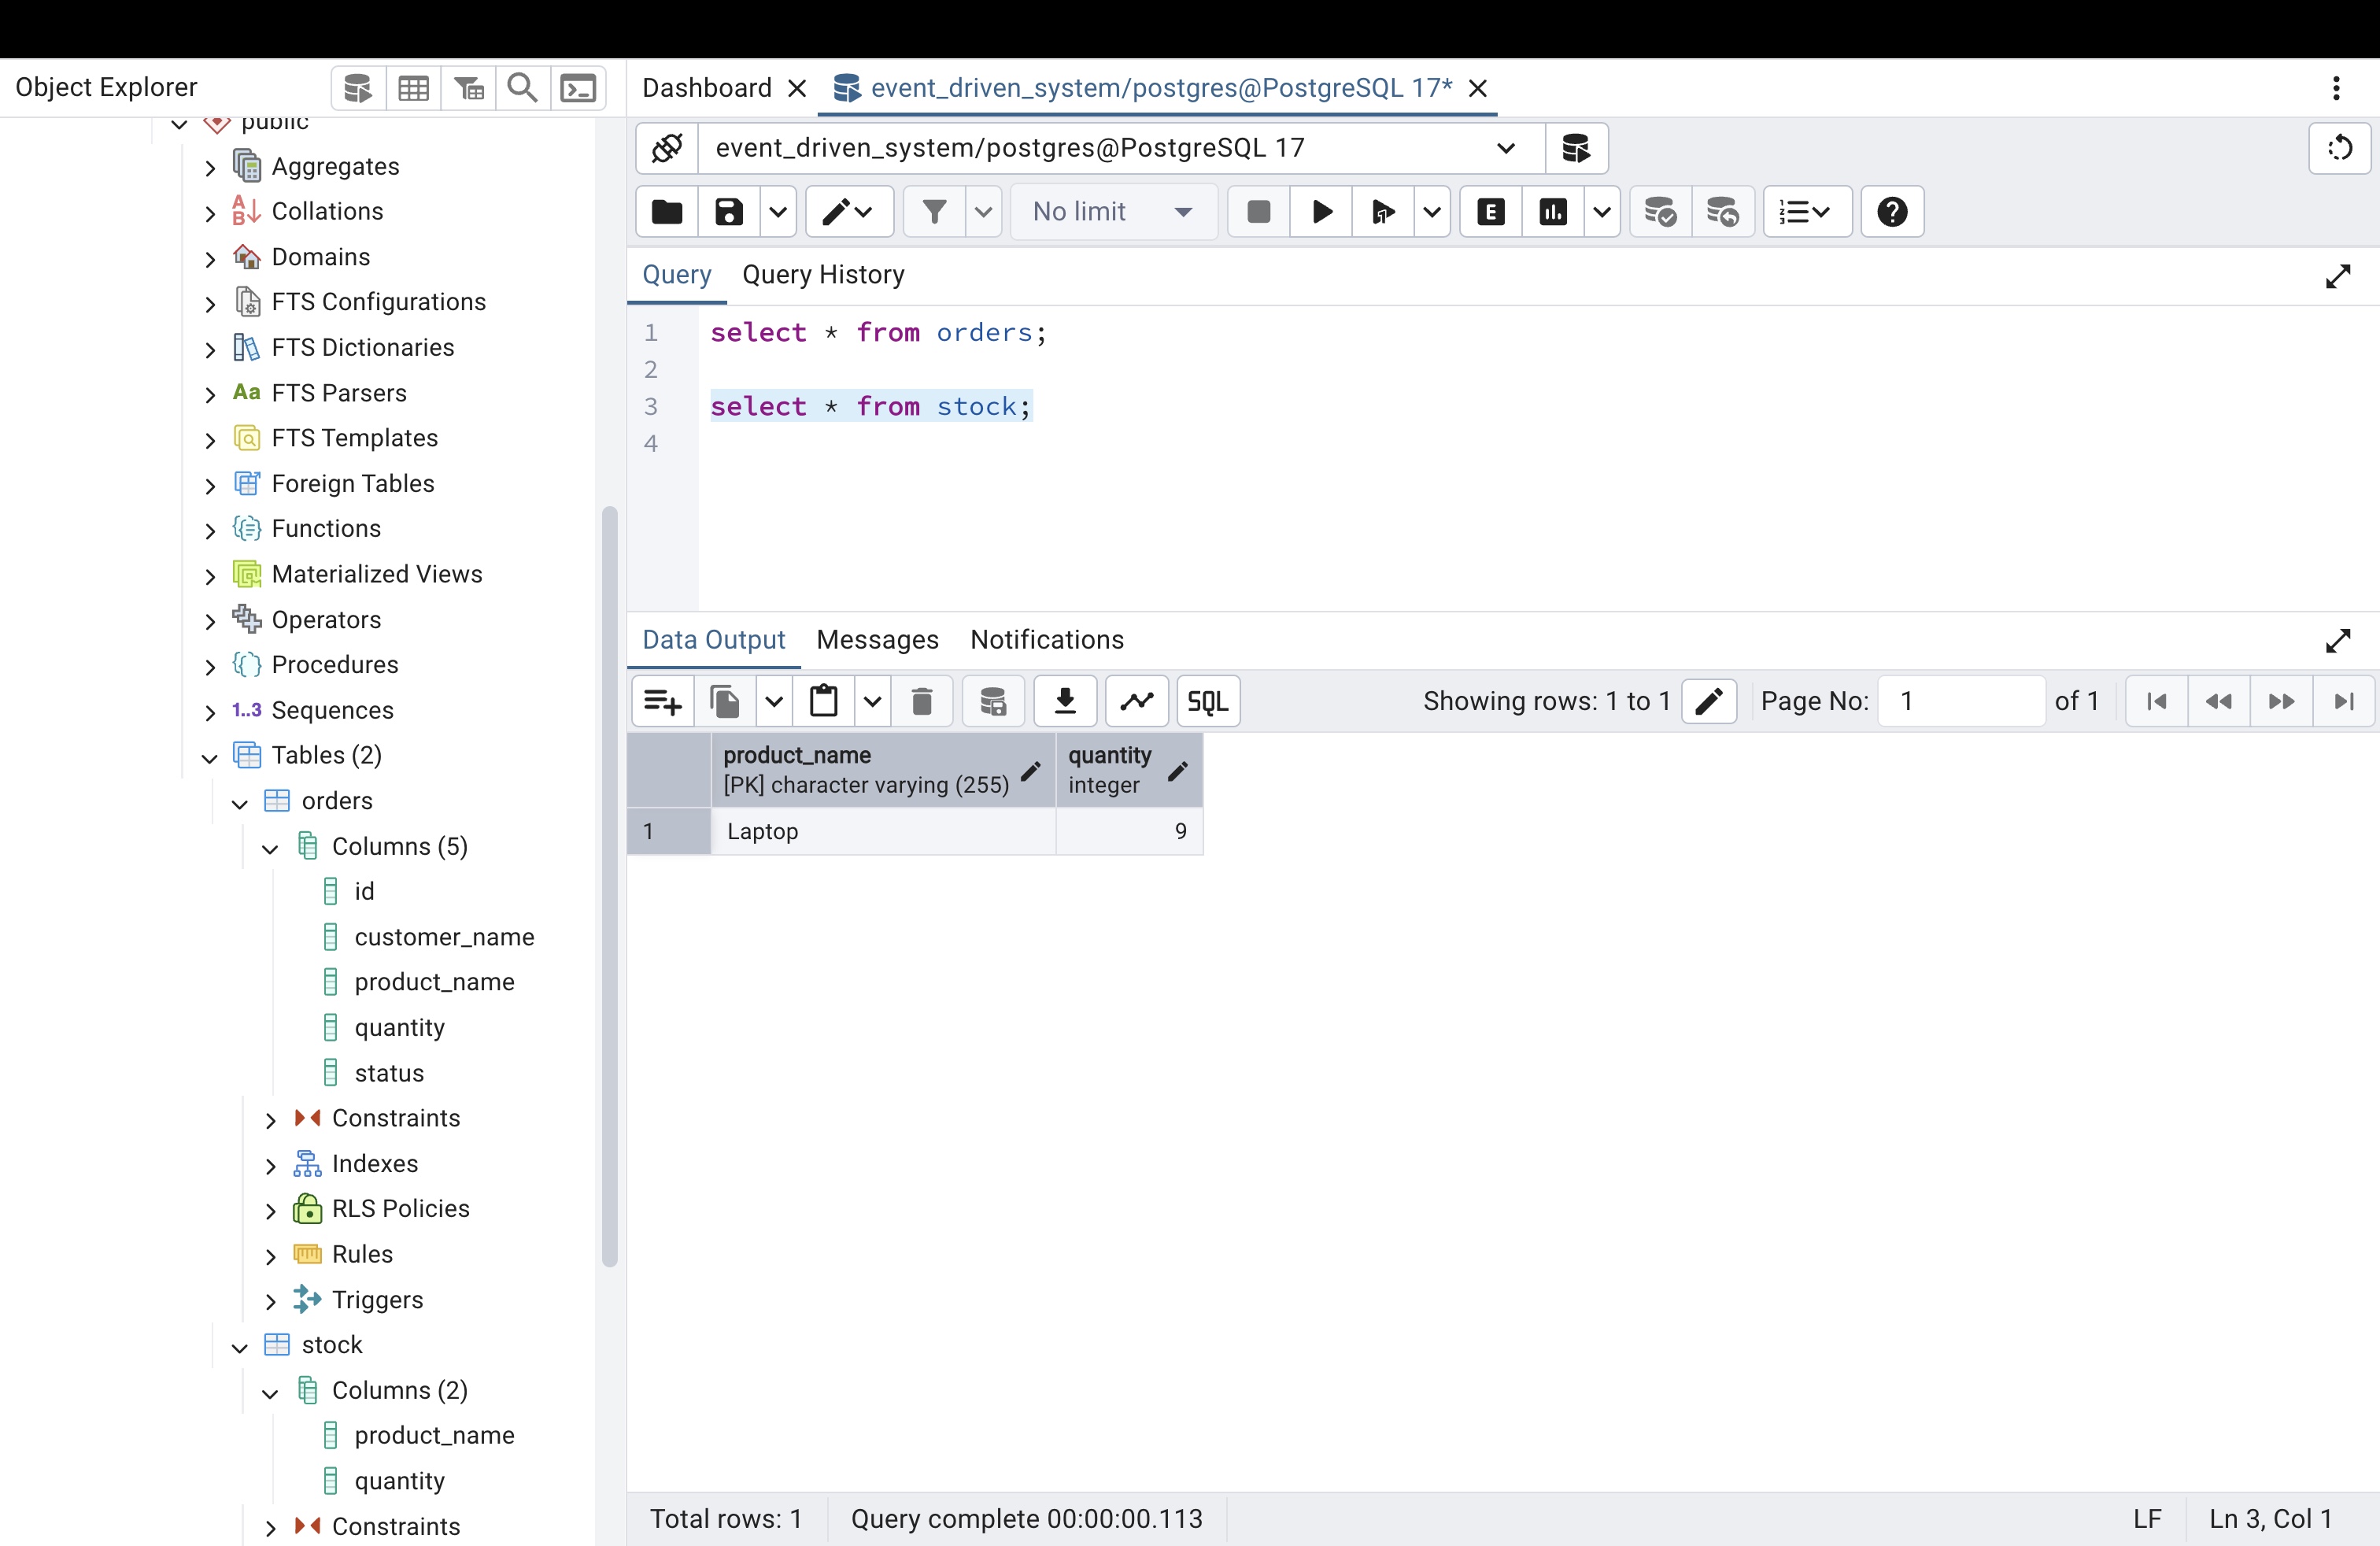 Object Explorer
public
Aggregates
Collations
Domains
FTS Configurations
FTS Dictionaries
Aa FTS Parsers
FTS Templates
Foreign Tables
Functions
Materialized Views
Operators
Procedures
1..3 Sequences
Tables (2)
orders
Columns (5)
id
customer_name
product_name
quantity
status
Constraints
Indexes
RLS Policies
Rules
Triggers
stock
Columns (2)
product_name
quantity
Constraints
Dashboard event_driven_system/postgres@PostgreSQL 17*
event_driven_system/postgres@PostgreSQL 17
No limit E
Query Query History
1 select * from orders;
2
3 select * from stock;
4
Data Output Messages Notifications
SQL Showing rows: 1 to 1 Page No: 1 of 1
product_name quantity
[PK] character varying (255) integer
1 Laptop 9
Total rows: 1 Query complete 00:00:00.113 LF Ln 3, Col 1